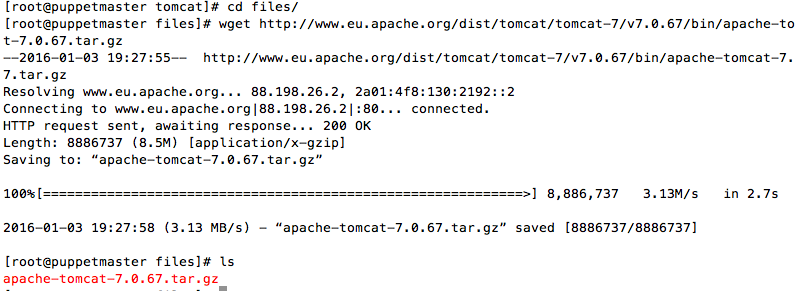 [root@puppetmaster tomcat]# cd files/
[root@puppetmaster files]# wget http://www.eu.apache.org/dist/tomcat/tomcat-7/v7.0.67/bin/apache-to
t-7.0.67.tar.gz
--2016-01-03 19:27:55-- http://www.eu.apache.org/dist/tomcat/tomcat-7/v7.0.67/bin/apache-tomcat-7.
7.tar.gz
Resolving www.eu.apache.org... 88.198.26.2, 2a01:4f8:130:2192::2
Connecting to www.eu.apache.org|88.198.26.2|:80... connected.
HTTP request sent, awaiting response... 200 OK
Length: 8886737 (8.5M) [application/x-gzip]
Saving to: “apache-tomcat-7.0.67.tar.gz”
100%[============================================================>] 8,886,737 3.13M/s in 2.7s
2016-01-03 19:27:58 (3.13 MB/s) - “apache-tomcat-7.0.67.tar.gz” saved [8886737/8886737]
[root@puppetmaster files]# ls
apache-tomcat-7.0.67.tar.gz